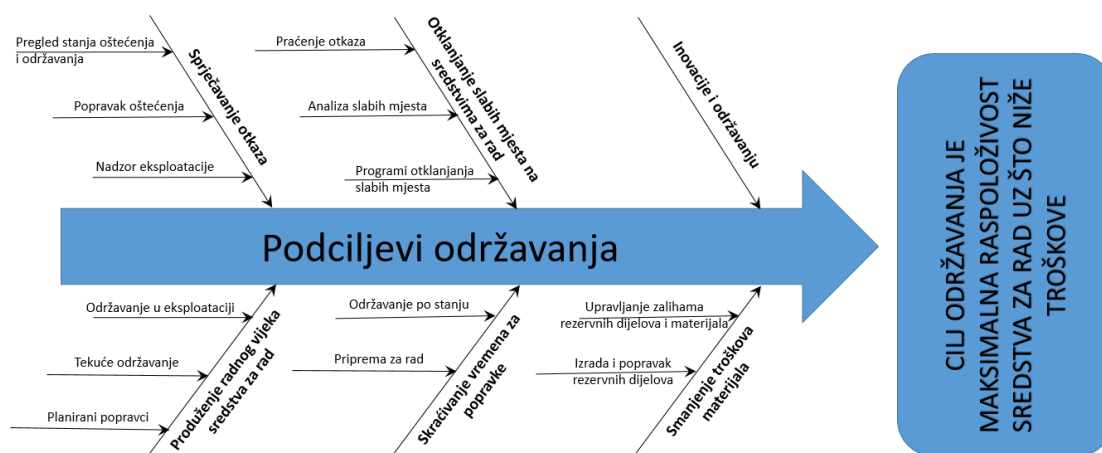 Pregled stanja oštećenja
i održavanja
Popravak oštećenja
Nadzor eksploatacije
Sprječavanje otkaza
Praćenje otkaza
Analiza slabih mjesta
Programi otklanjanja
slabih mjesta
Otklanjanje slabih mjesta na
sredstvima za rad
Inovacije i održavanju
Podciljevi održavanja
Održavanje u eksploataciji
Tekuće održavanje
Planirani popravci
Produženje radnog vijeka
sredstva za rad
Održavanje po stanju
Priprema za rad
Skraćivanje vremena za
popravke
Upravljanje zalihama
rezervnih dijelova i materijala
Izrada i popravak
rezervnih dijelova
Smanjenje troškova
materijala
CILJ ODRŽAVANJA JE
MAKSIMALNA RASPOLOŽIVOST
SREDSTVA ZA RAD UZ ŠTO NIŽE
TROŠKOVE